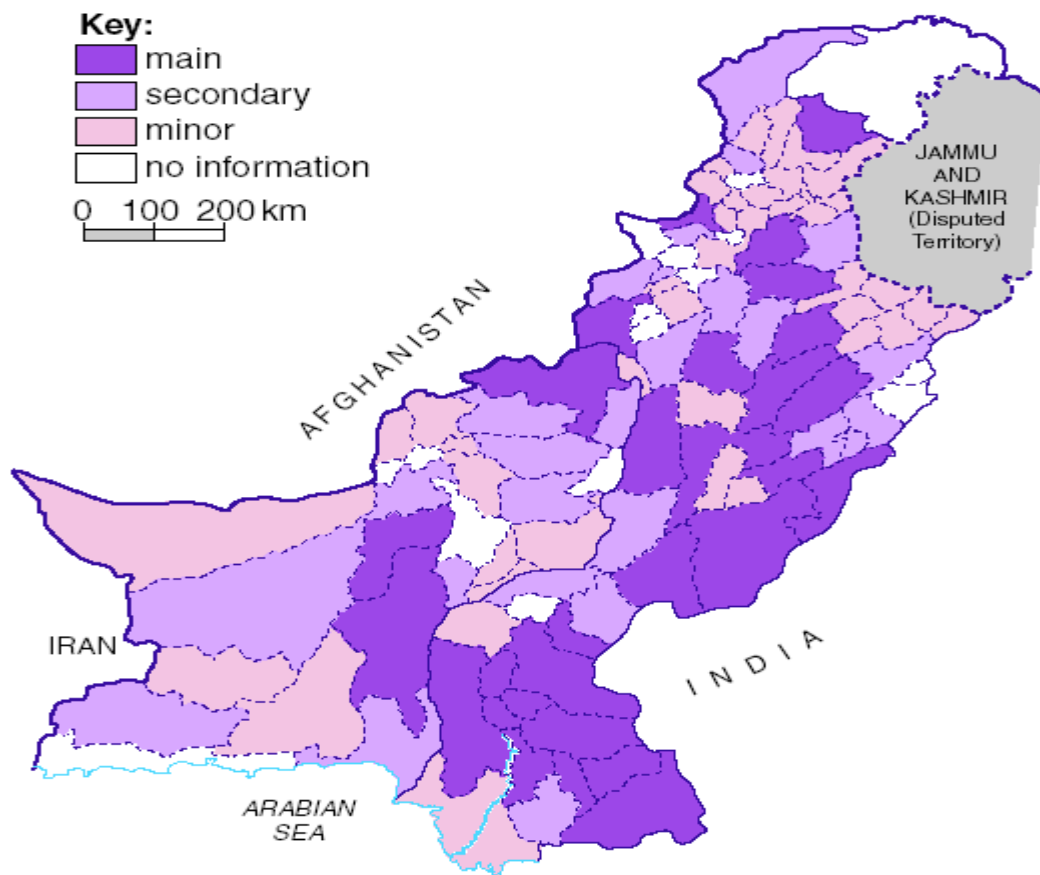 Key:
main
secondary
minor
no information
0 100 200 km
JAMMU
AND
KASHMIR
(Disputed
Territory)
AFGHANISTAN
IRAN
INDIA
ARABIAN
SEA